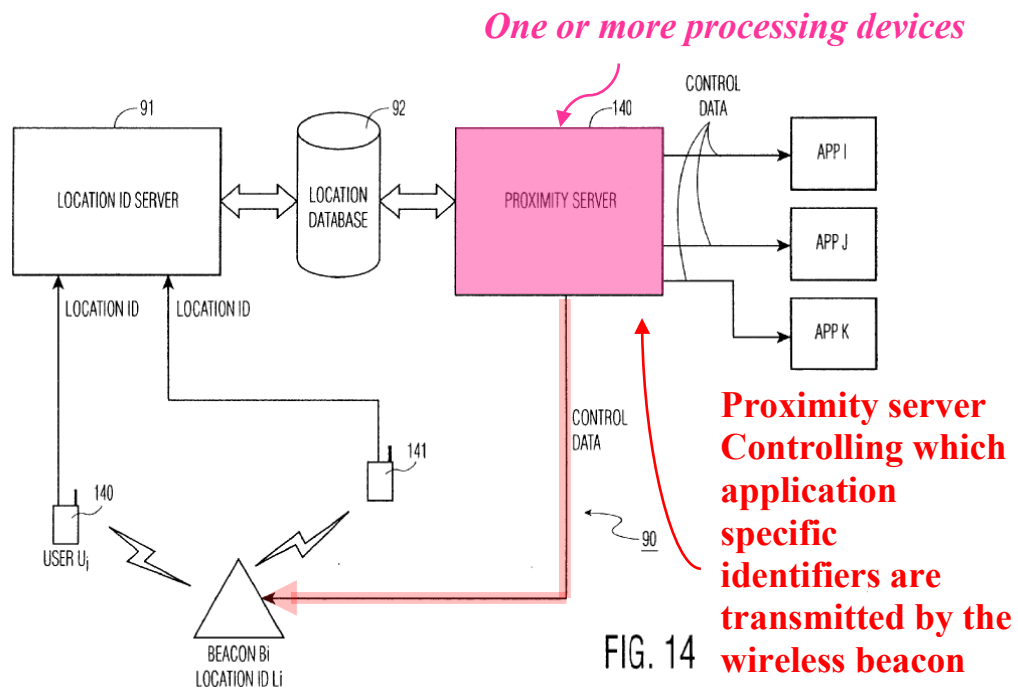 One or more processing devices
91
92
140
CONTROL
DATA
LOCATION ID SERVER
LOCATION
DATABASE
PROXIMITY SERVER
APP I
APP J
APP K
LOCATION ID
LOCATION ID
CONTROL
DATA
140
141
USER Uj
90
BEACON Bi
LOCATION ID Li
FIG. 14
Proximity server
Controlling which
application
specific
identifiers are
transmitted by the
wireless beacon